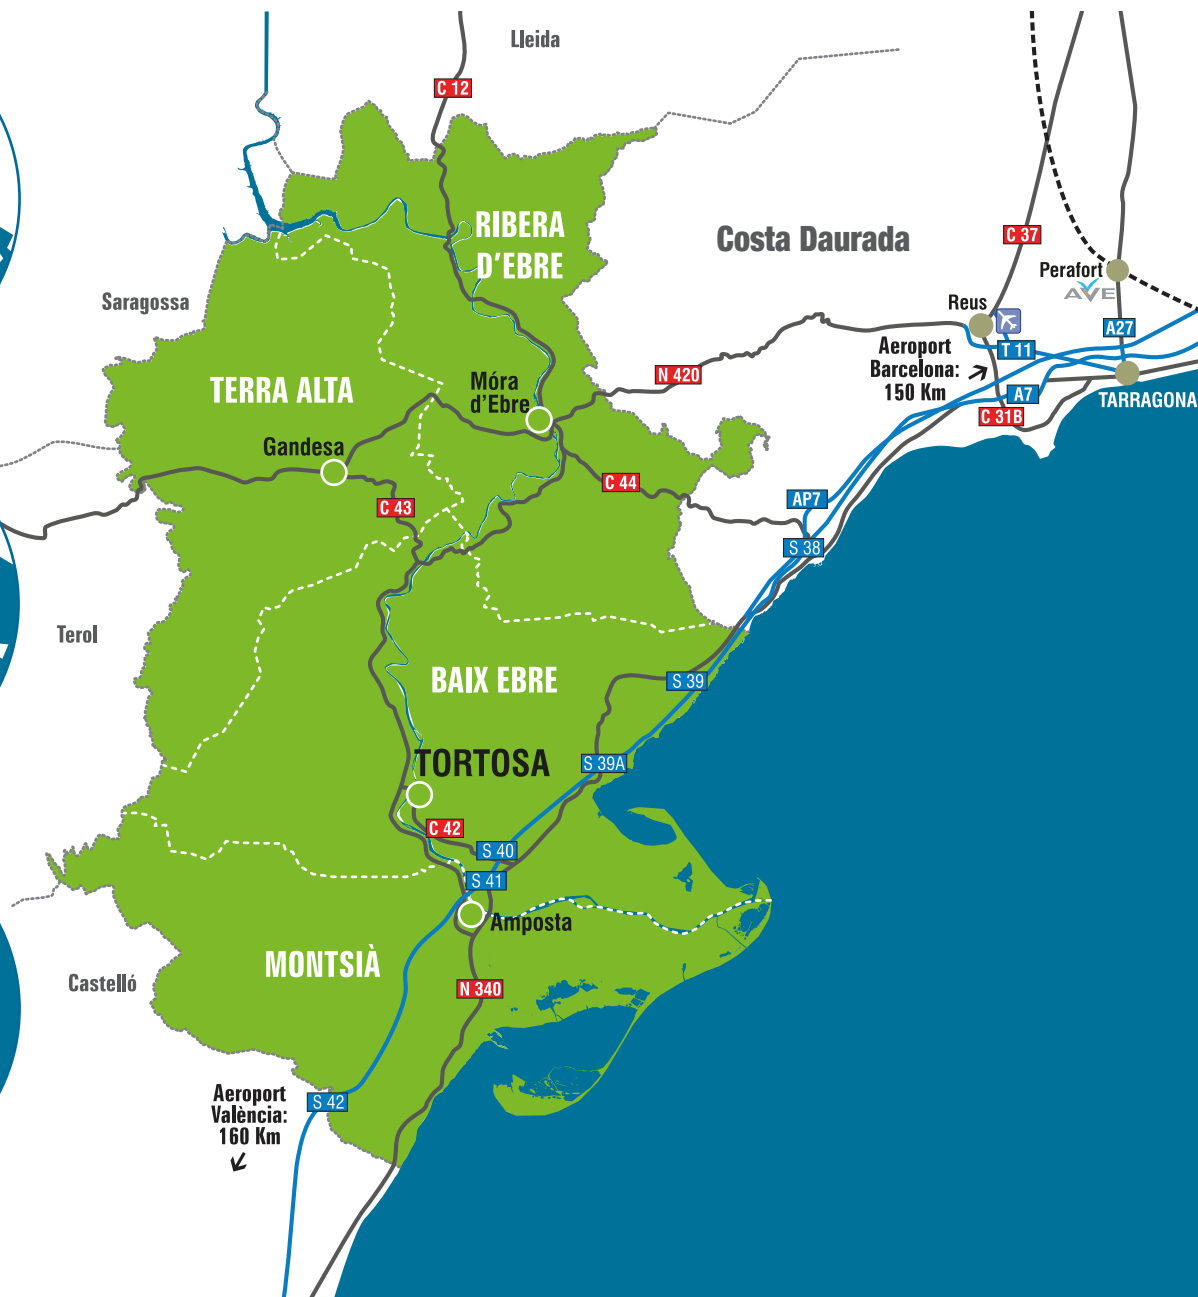 Lleida
C 12
RIBERA
D'EBRE
Costa Daurada
C 37
Perafort
AVE
Saragossa
Reus
A27
Aeroport
Barcelona:
150 Km
T 11
N 420
TERRA ALTA
Móra
d'Ebre
A7
TARRAGONA
C 31B
Gandesa
C 44
C 43
AP7
S 38
Terol
BAIX EBRE
S 39
TORTOSA
S 39A
C 42
S 40
S 41
Amposta
MONTSIÀ
Castelló
N 340
Aeroport
València:
160 Km
S 42